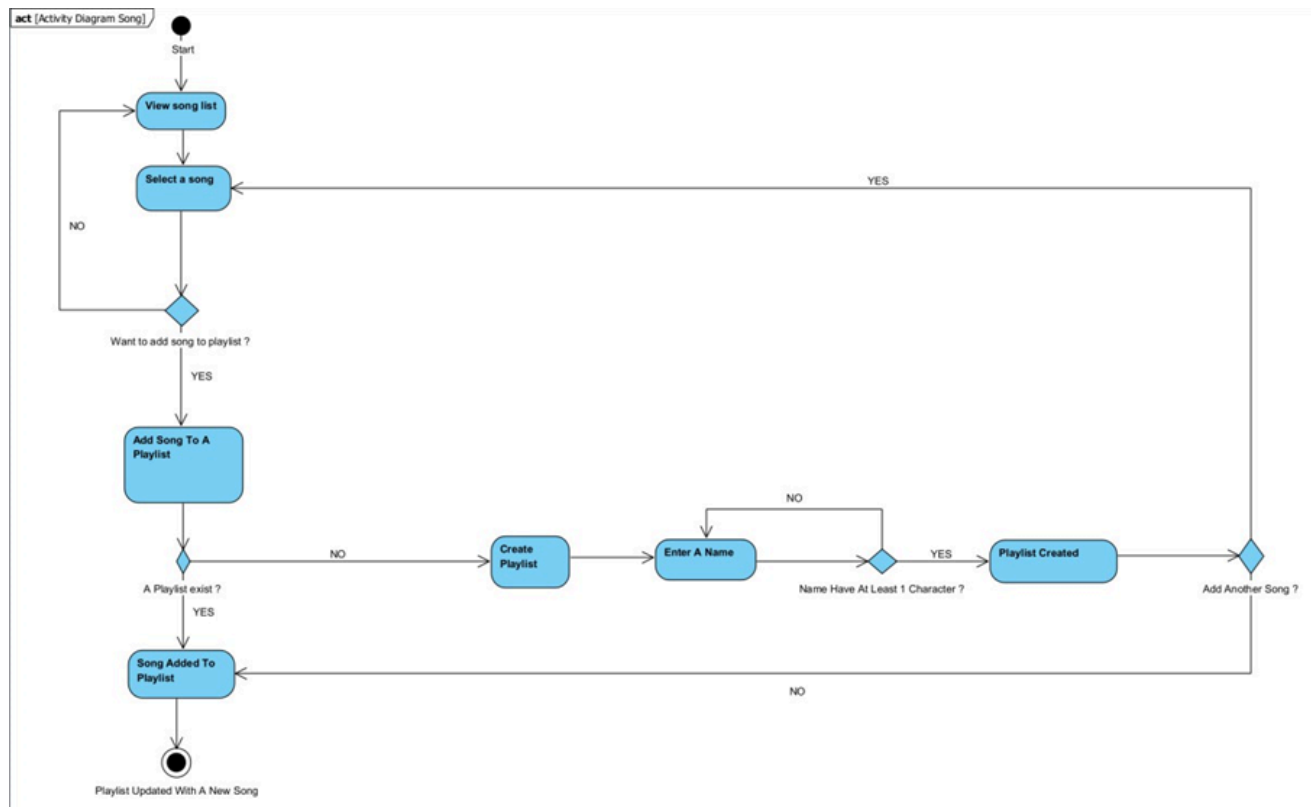 act [Activity Diagram Song]
Start
View song list
Select a song
YES
NO
Want to add song to playlist ?
YES
Add Song To A
Playlist
NO
A Playlist exist ?
YES
Create
Playlist
Enter A Name
NO
Name Have At Least 1 Character ?
YES
Playlist Created
Add Another Song ?
NO
Song Added To
Playlist
Playlist Updated With A New Song